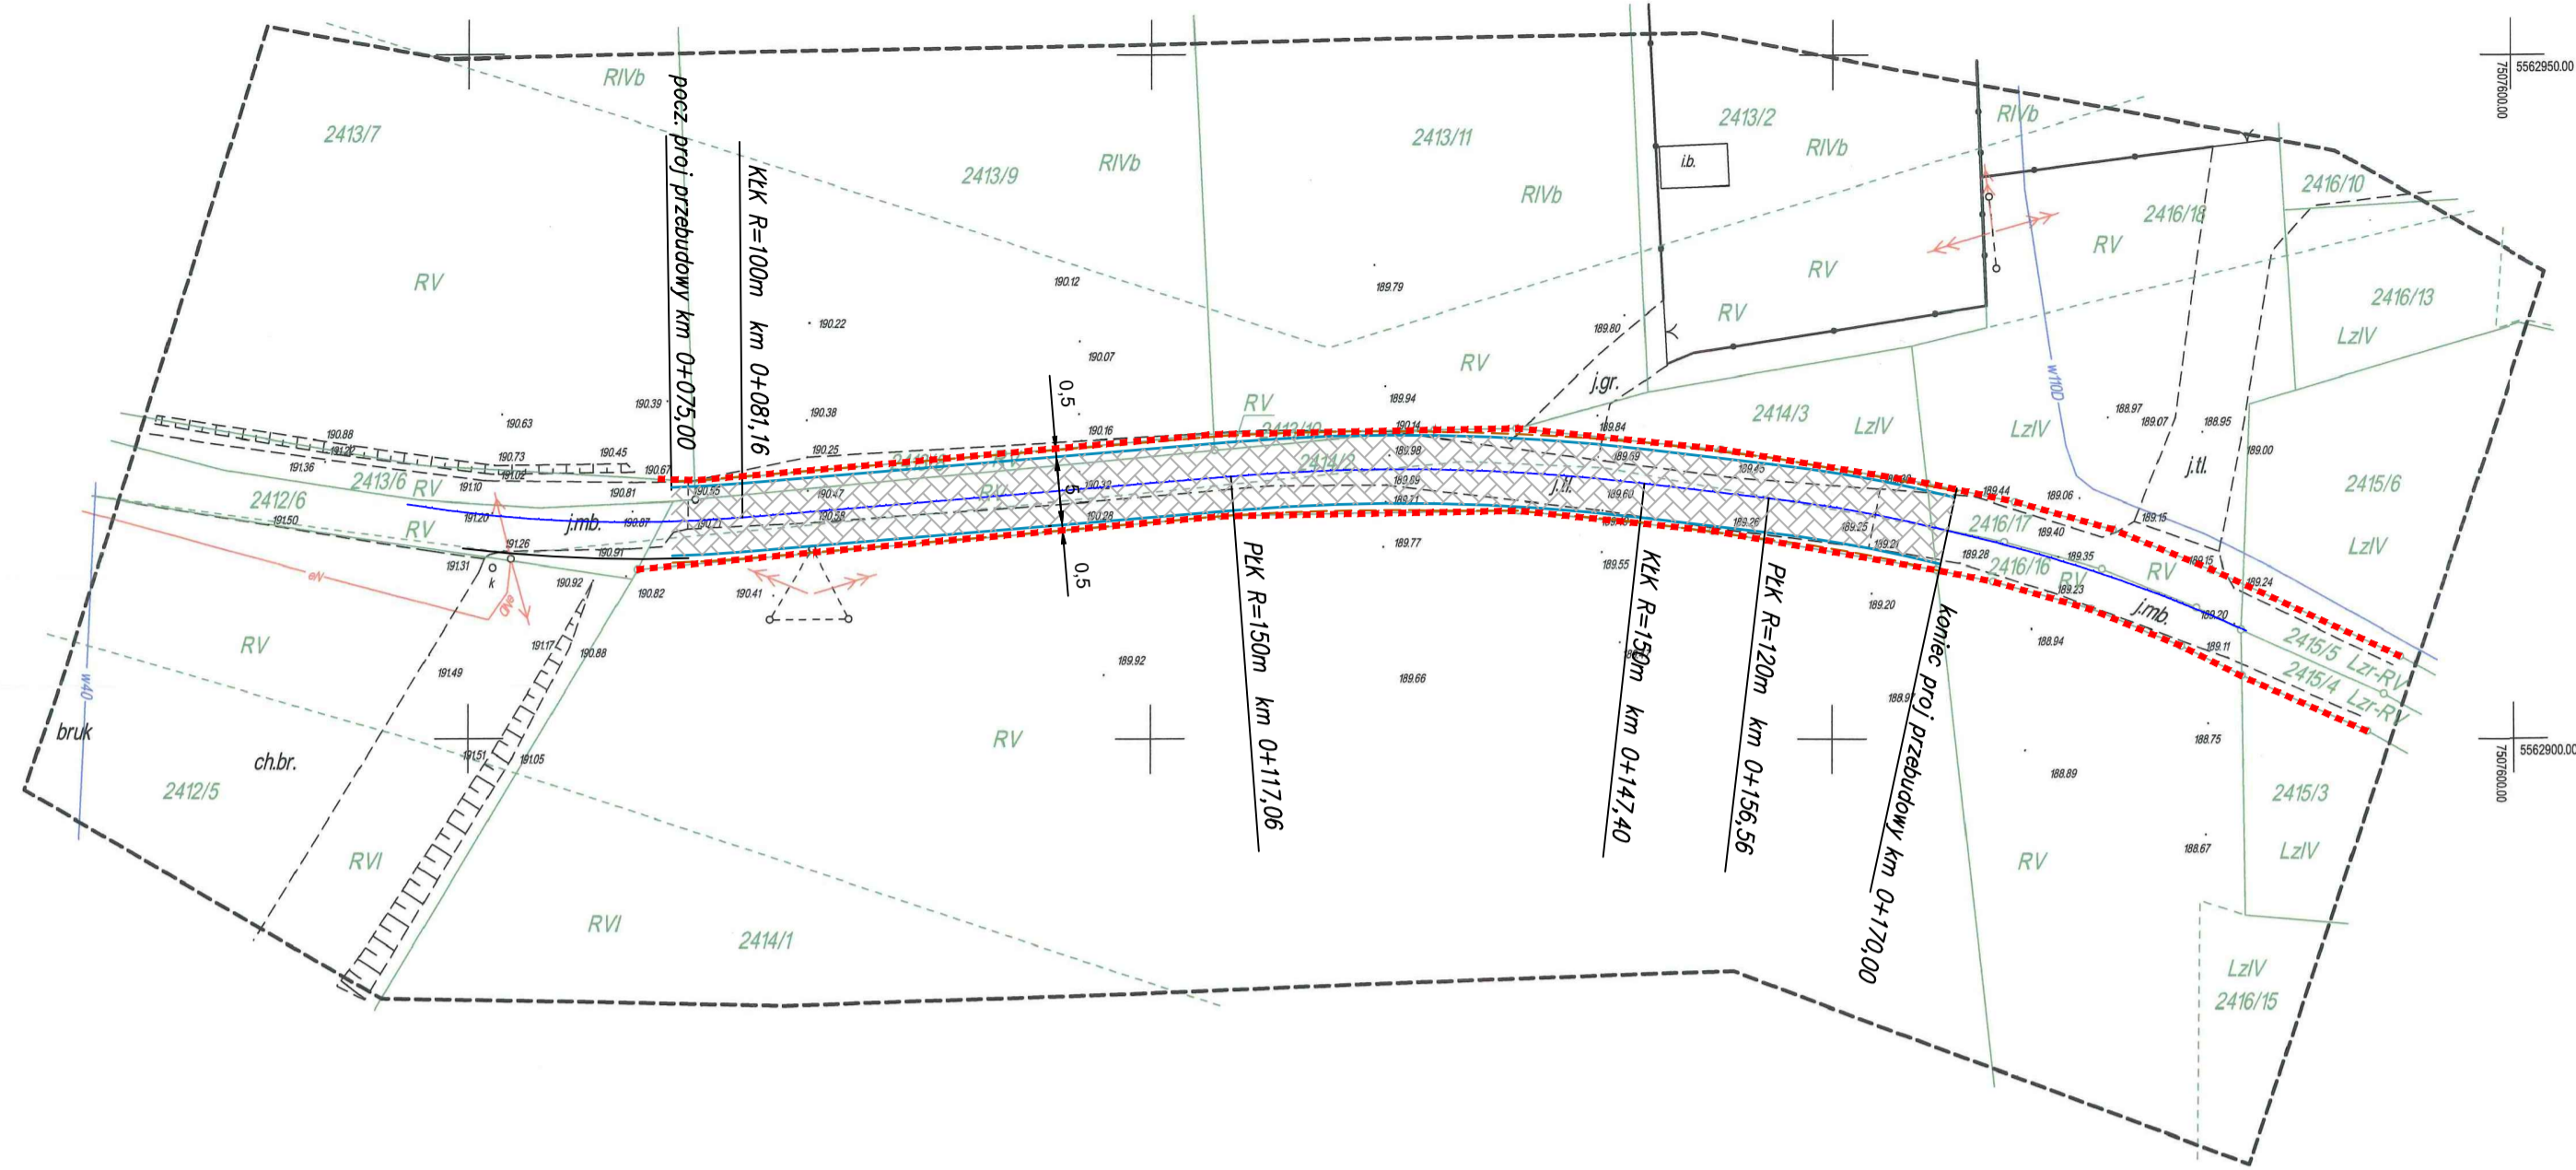 5562950.00
7507600.00
RIVb
2413/7
2413/9
RIVb
2413/11
RIVb
2413/2
RIVb
i.b.
RIVb
2416/10
2416/18
RV
2416/13
LzIV
RV
RV
RV
RV
pocz. proj przebudowy km 0+075,00
KŁK R=100m km 0+081,16
190.12
189.79
190.22
190.07
189.80
189.94
190.39
190.38
190.63
190.16
190.25
190.14
189.84
0,5
RV
j.gr.
2414/3
LzIV
LzIV
w110D
188.97
189.07
188.95
189.00
j.tl.
2415/6
LzIV
190.88
191.36
190.73
191.02
190.45
190.67
190.81
191.10
2413/6
RV
2412/6
191.50
RV
191.20
j.mb.
190.87
190.47
190.32
5
2414/2
189.98
189.69
j.tl.
189.60
189.45
189.25
189.26
189.21
189.44
189.06
189.40
189.15
2416/17
189.28
189.35
2416/16
RV
RV
189.23
189.15
189.24
j.mb.
189.20
189.11
191.26
190.91
191.31
k
190.92
190.82
190.41
190.28
0,5
189.77
189.55
189.20
188.94
eN
eND
RV
191.17
190.88
191.49
189.92
189.66
188.97
2415/5 Lzr-RV
2415/4 Lzr-RV
PŁK R=150m km 0+117,06
KŁK R=150m km 0+147,40
PŁK R=120m km 0+156,56
Koniec proj przebudowy km 0+170,00
w40
bruk
ch.br.
191.51
191.05
2412/5
RV
188.75
188.89
188.67
5562900.00
7507600.00
2415/3
LzIV
RVI
RV
RVI
2414/1
LzIV
2416/15